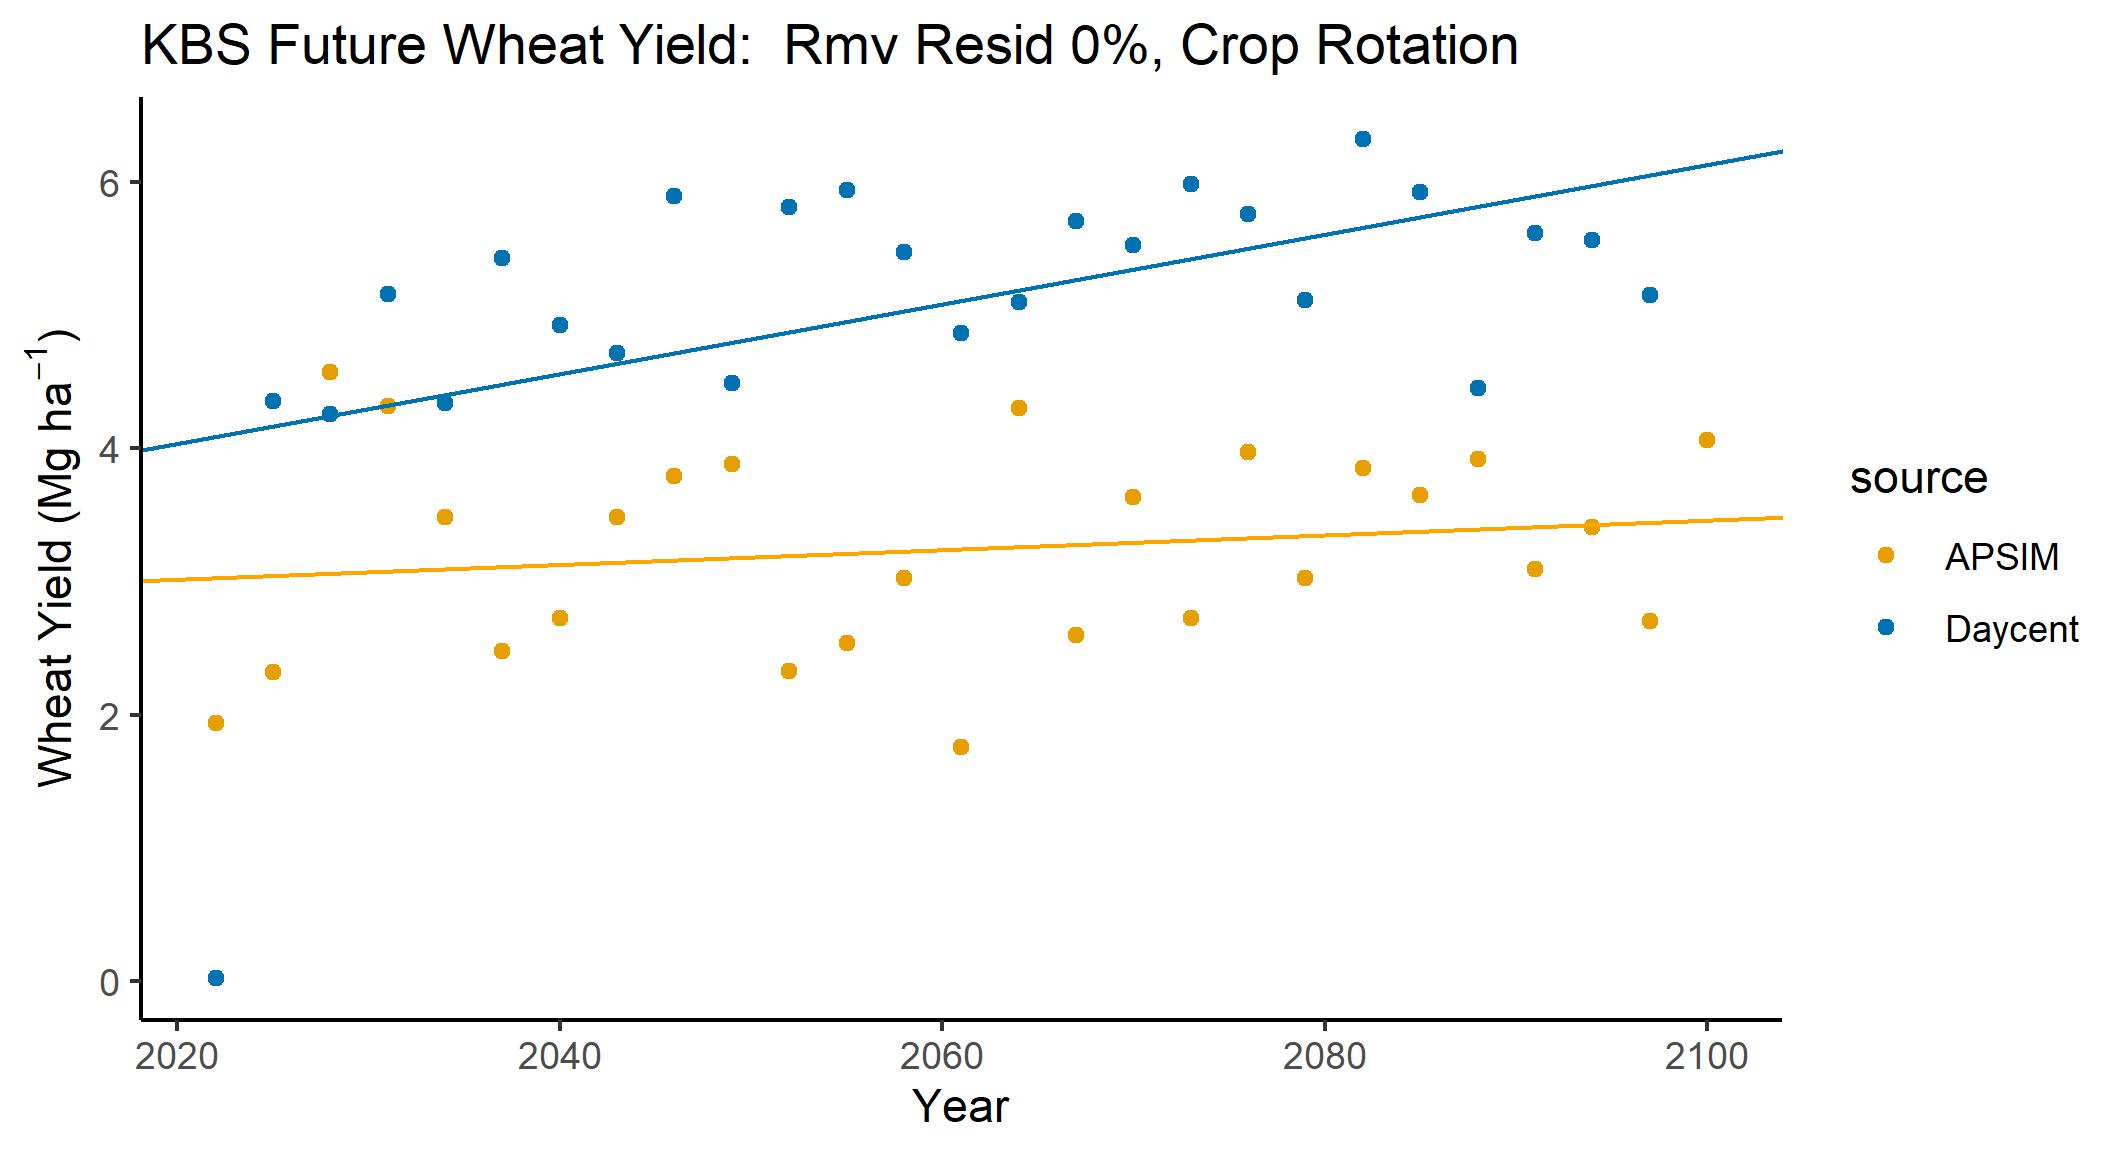 KBS Future Wheat Yield:  Rmv Resid 0%, Crop Rotation
Wheat Yield (Mg ha⁻¹)
6
4
2
0
2020 2040 2060 2080 2100
Year
source
APSIM
Daycent